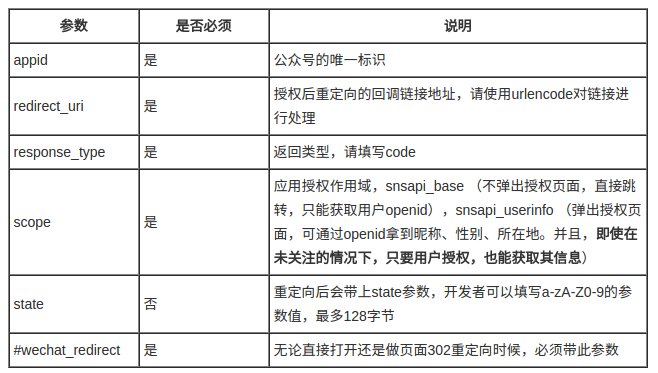 参数 是否必须 说明
appid 是 公众号的唯一标识
redirect_uri 是 授权后重定向的回调链接地址，请使用urlencode对链接进
行处理
response_type 是 返回类型，请填写code
应用授权作用域，snsapi_base （不弹出授权页面，直接跳
转，只能获取用户openid），snsapi_userinfo （弹出授权页
scope 是 面，可通过openid拿到昵称、性别、所在地。并且，即使在
未关注的情况下，只要用户授权，也能获取其信息）
state 否 重定向后会带上state参数，开发者可以填写a-zA-Z0-9的参
数值，最多128字节
#wechat_redirect 是 无论直接打开还是做页面302重定向时候，必须带此参数